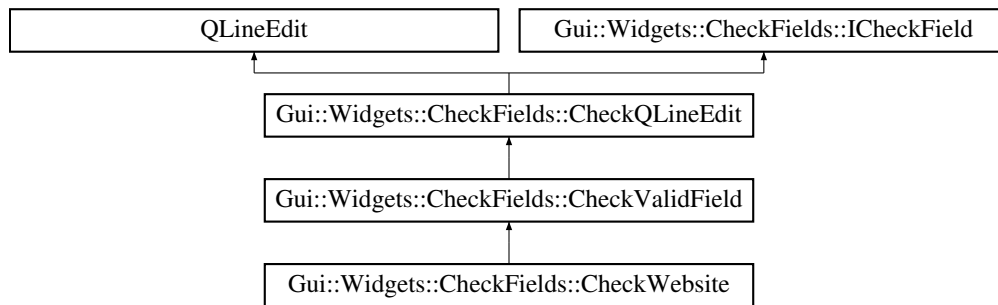 QLineEdit
Gui::Widgets::CheckFields::ICheckField
Gui::Widgets::CheckFields::CheckQLineEdit
Gui::Widgets::CheckFields::CheckValidField
Gui::Widgets::CheckFields::CheckWebsite